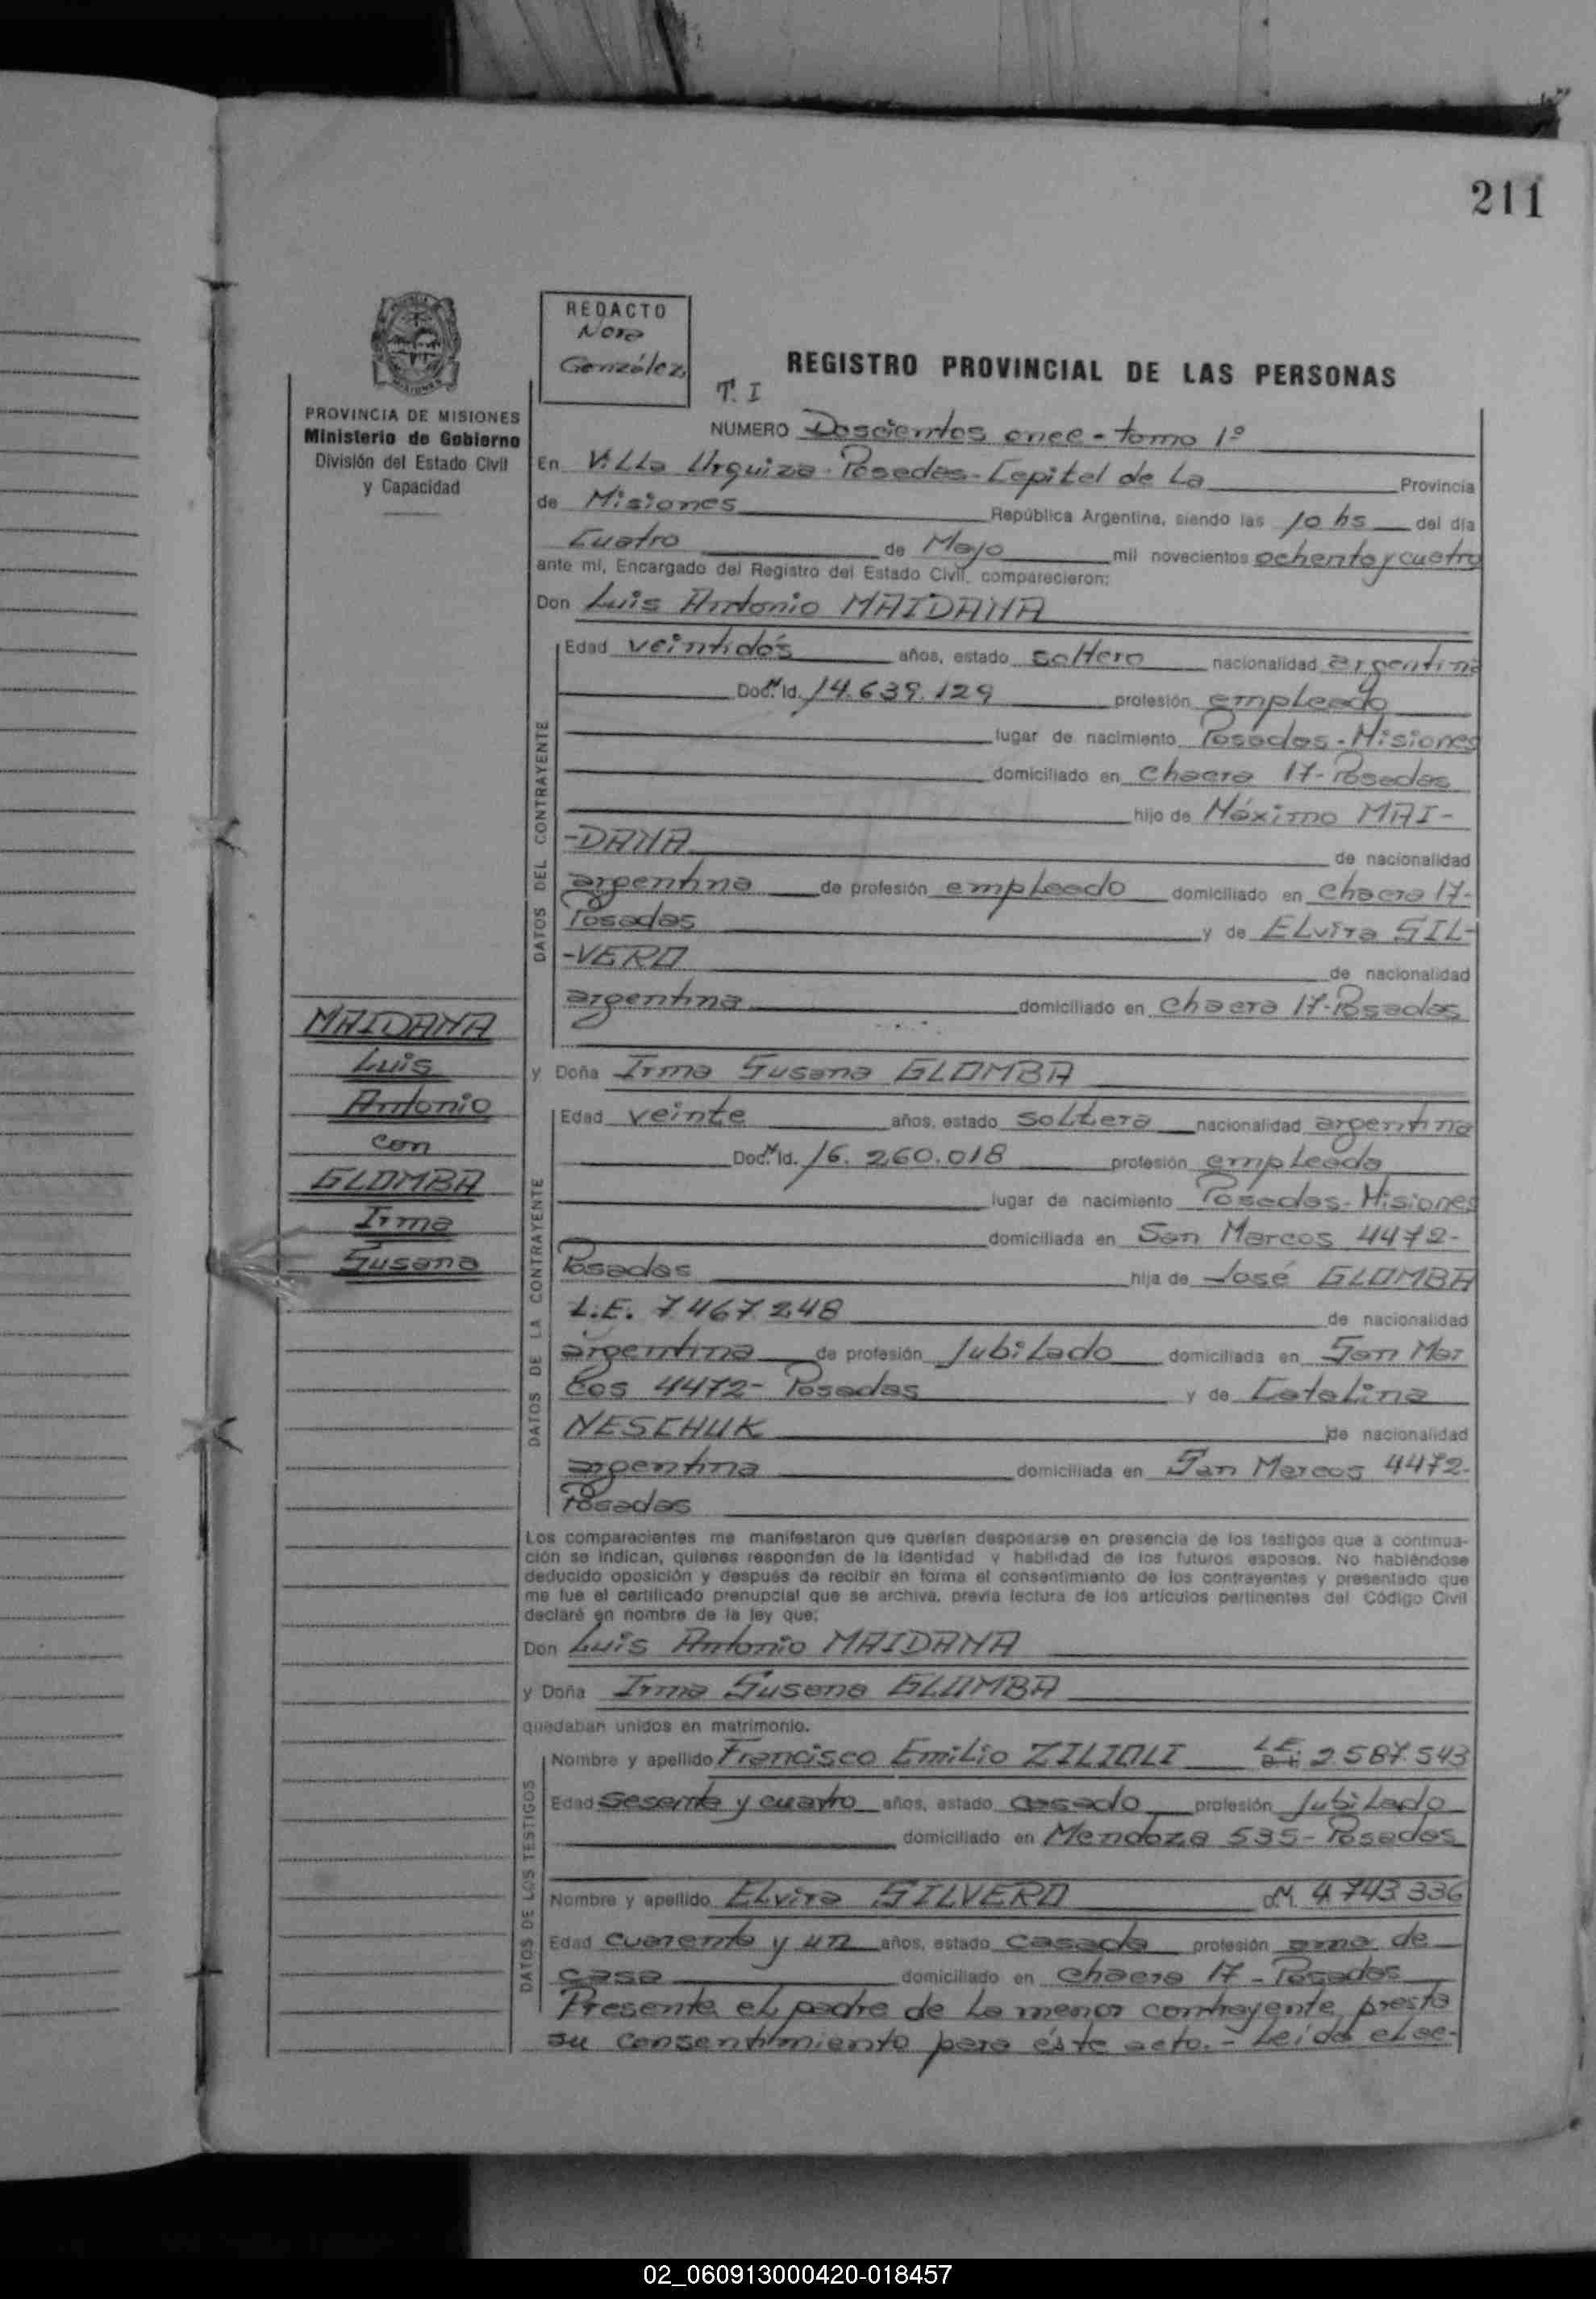 211
REDACTO
Nora
González
REGISTRO PROVINCIAL DE LAS PERSONAS
T. I
PROVINCIA DE MISIONES
Ministerio de Gobierno
División del Estado Civil
y Capacidad
NUMERO Doscientos once - tomo 1º
En Villa Urquiza - Posadas - Capital de La Provincia
de Misiones República Argentina, siendo las 10 hs del día
Cuatro de Mayo mil novecientos ochenta y cuatro
ante mí, Encargado del Registro del Estado Civil, comparecieron:
Don Luis Antonio MAIDANA
DATOS DEL CONTRAYENTE
Edad veintidós años, estado soltero nacionalidad argentina
Doc. Id. 14.639.129 profesión empleado
lugar de nacimiento Posadas - Misiones
domiciliado en chacra 17 - Posadas
hijo de Máximo MAI-
-DANA de nacionalidad
argentina de profesión empleado domiciliado en chacra 17-
Posadas y de Elvira SIL-
-VERO de nacionalidad
argentina domiciliado en chacra 17-Posadas
MAIDANA
Luis
Antonio
con
GLOMBA
Irma
Susana
y Doña Irma Susana GLOMBA
DATOS DE LA CONTRAYENTE
Edad veinte años, estado soltera nacionalidad argentina
Doc. Id. 16.260.018 profesión empleada
lugar de nacimiento Posadas - Misiones
domiciliada en San Marcos 4472-
Posadas hija de José GLOMBA
L.E. 7467248 de nacionalidad
argentina de profesión Jubilado domiciliada en San Mar
cos 4472- Posadas y de Catalina
NESCHUK de nacionalidad
argentina domiciliada en San Marcos 4472-
Posadas
Los comparecientes me manifestaron que querían desposarse en presencia de los testigos que a continua-
ción se indican, quienes responden de la identidad y habilidad de los futuros esposos. No habiéndose
deducido oposición y después de recibir en forma el consentimiento de los contrayentes y presentado que
me fue el certificado prenupcial que se archiva, previa lectura de los artículos pertinentes del Código Civil
declaré en nombre de la ley que:
Don Luis Antonio MAIDANA
y Doña Irma Susana GLOMBA
quedaban unidos en matrimonio.
DATOS DE LOS TESTIGOS
Nombre y apellido Francisco Emilio ZILIOLI L.E. 2.587.543
Edad Sesenta y cuatro años, estado casado profesión Jubilado
domiciliado en Mendoza 535 - Posadas
Nombre y apellido Elvira SILVERO 4.743.336
Edad cuarenta y un años, estado casada profesión ama de
casa domiciliado en chacra 17 - Posadas
Presente el padre de la menor contrayente, presta
su consentimiento para éste acto. - Leída el ac-
02_060913000420-018457